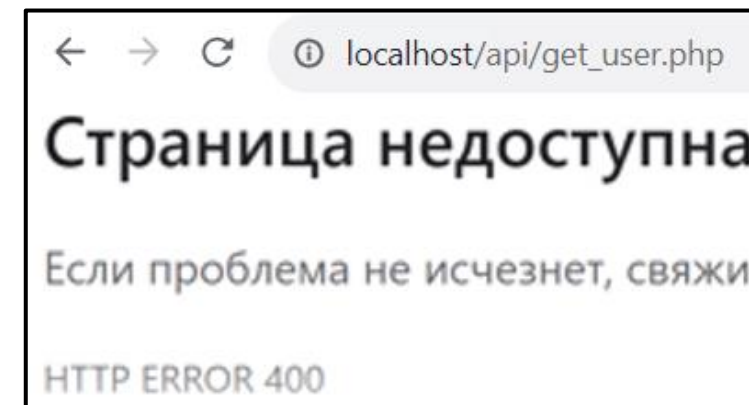 localhost/api/get_user.php
Страница недоступна
Если проблема не исчезнет, свяжи
HTTP ERROR 400